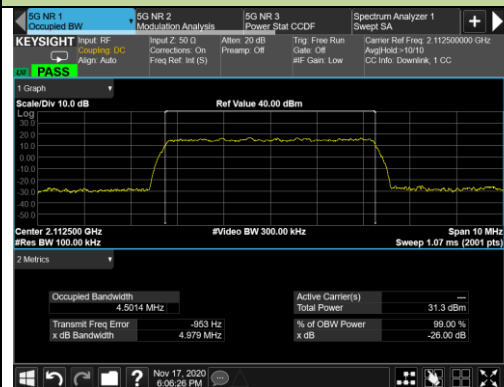 5G NR 1 5G NR 2 5G NR 3 Spectrum Analyzer 1
Occupied BW Modulation Analysis Power Stat CCDF Swept SA
KEYSIGHT Input: RF Input Z: 50 Ω Atten: 20 dB Trig: Free Run Carrier Ref Freq: 2.112500000 GHz
Coupling: DC Corrections: On Preamp: Off Gate: Off Avg|Hold:>10/10
Align: Auto Freq Ref: Int (S) #IF Gain: Low CC Info: Downlink, 1 CC
PASS
1 Graph
Scale/Div 10.0 dB Ref Value 40.00 dBm
Log
30.0
20.0
10.0
0.00
-10.0
-20.0
-30.0
-40.0
-50.0
Center 2.112500 GHz #Video BW 300.00 kHz Span 10 MHz
#Res BW 100.00 kHz Sweep 1.07 ms (2001 pts)
2 Metrics
Occupied Bandwidth Active Carrier(s) ---
4.5014 MHz Total Power 31.3 dBm
Transmit Freq Error -953 Hz % of OBW Power 99.00 %
x dB Bandwidth 4.979 MHz x dB -26.00 dB
? Nov 17, 2020
6:06:26 PM